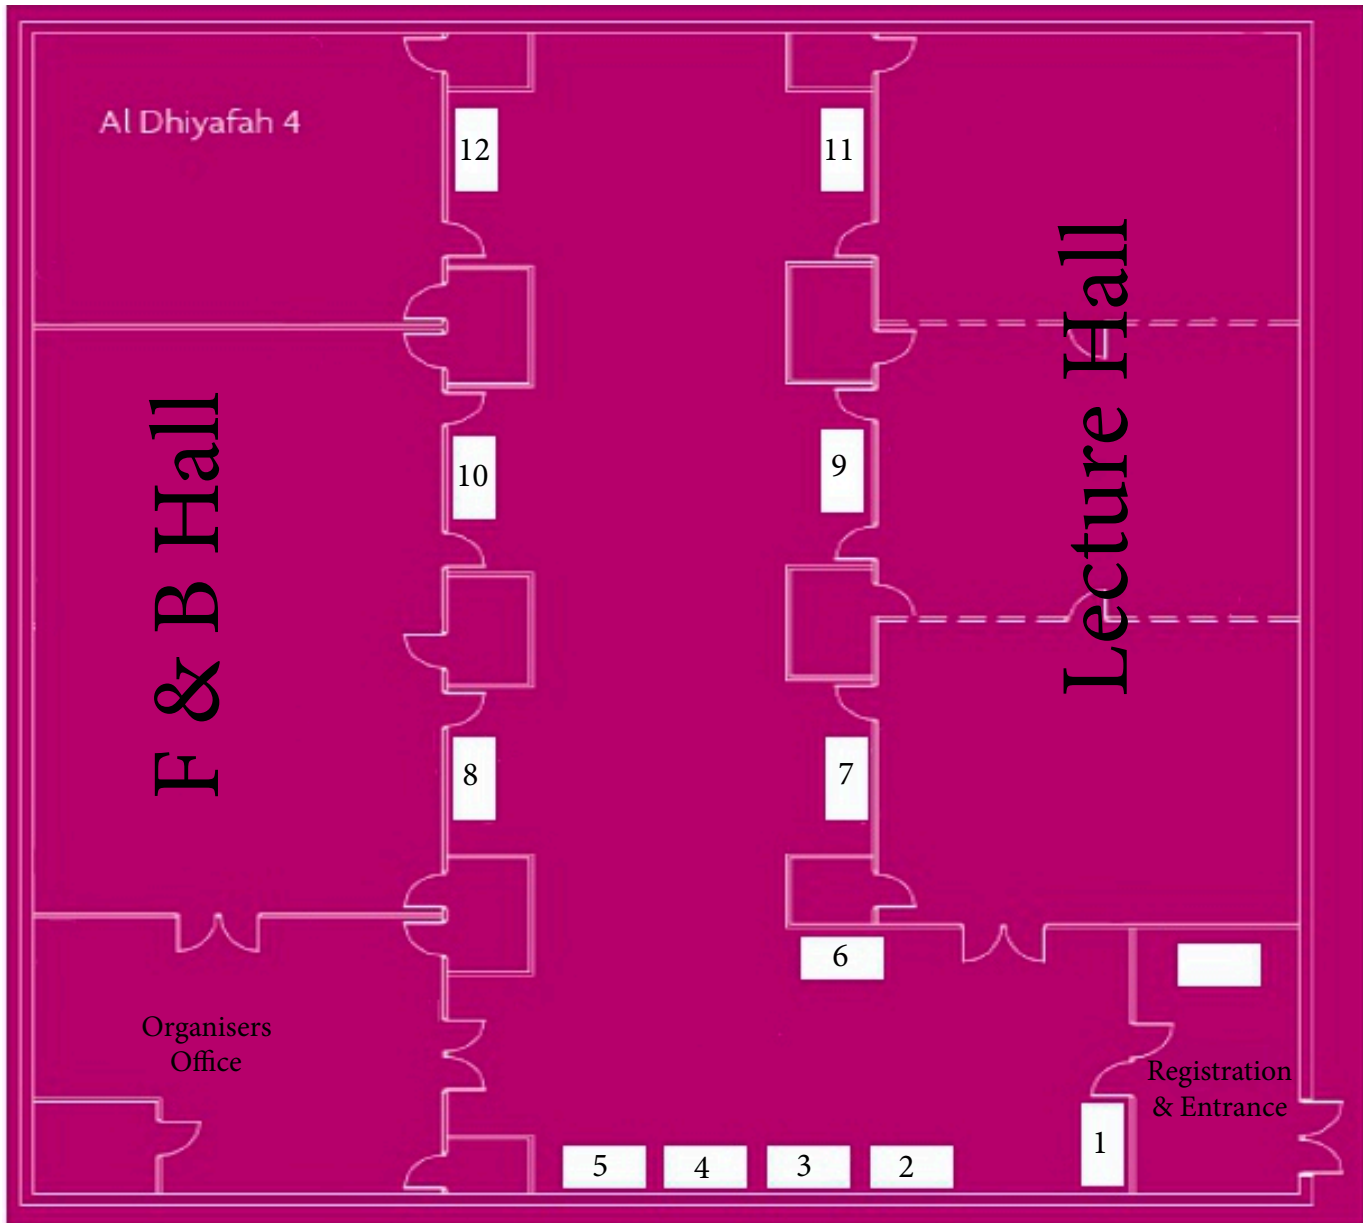 Al Dhiyafah 4
12
11
Lecture Hall
F & B Hall
10
9
8
7
6
Organisers
Office
Registration
& Entrance
5
4
3
2
1